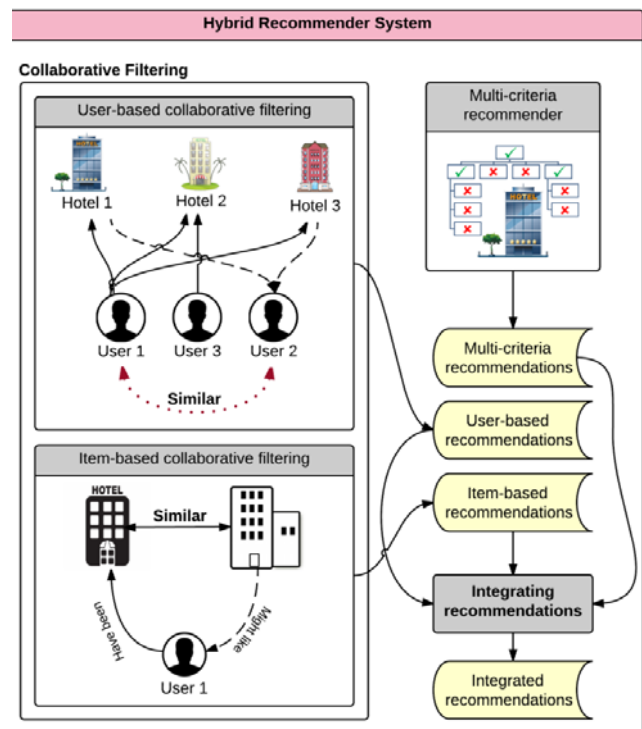 Hybrid Recommender System
Collaborative Filtering
User-based collaborative filtering
HOTEL
Hotel 1
Hotel 2
Hotel 3
User 1
User 3
User 2
Similar
Item-based collaborative filtering
HOTEL
Similar
Have been
Might like
User 1
Multi-criteria
recommender
HOTEL
Multi-criteria
recommendations
User-based
recommendations
Item-based
recommendations
Integrating
recommendations
Integrated
recommendations